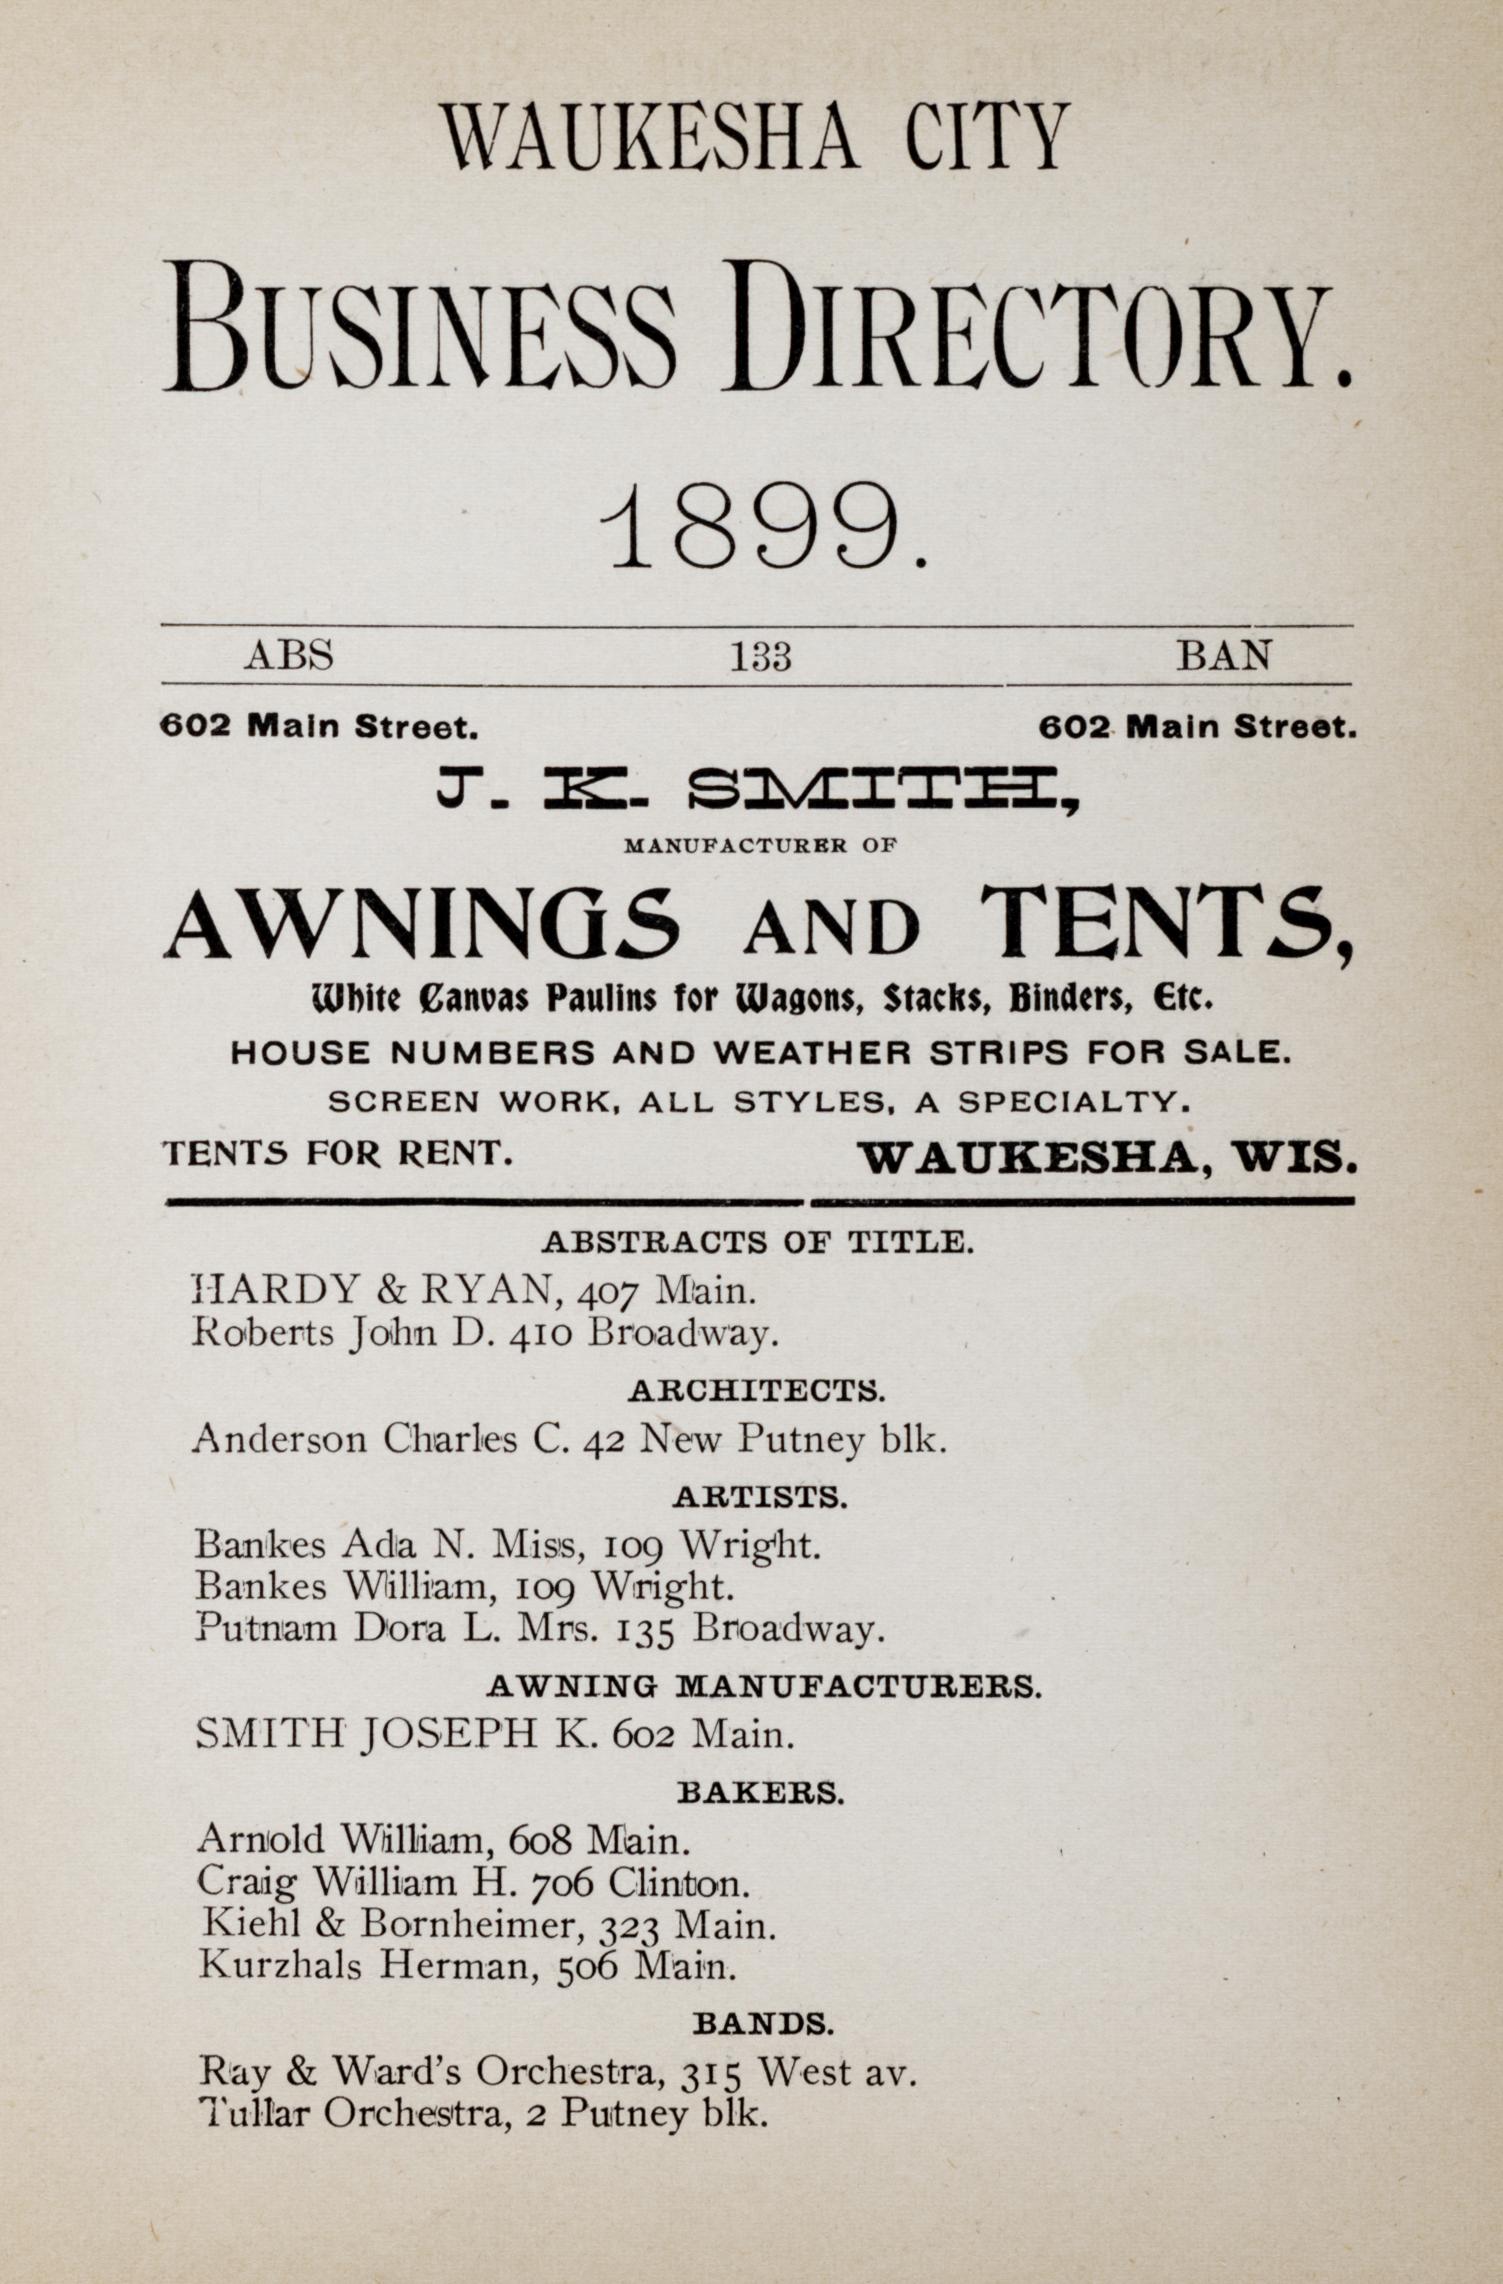 WAUKESHA CITY
BUSINESS DIRECTORY.
1899.
ABS 133 BAN
602 Main Street. 602 Main Street.
J. K. SMITH,
MANUFACTURER OF
AWNINGS AND TENTS,
White Canvas Paulins for Wagons, Stacks, Binders, Etc.
HOUSE NUMBERS AND WEATHER STRIPS FOR SALE.
SCREEN WORK, ALL STYLES, A SPECIALTY.
TENTS FOR RENT. WAUKESHA, WIS.
ABSTRACTS OF TITLE.
HARDY & RYAN, 407 Main.
Roberts John D. 410 Broadway.
ARCHITECTS.
Anderson Charles C. 42 New Putney blk.
ARTISTS.
Bankes Ada N. Miss, 109 Wright.
Bankes William, 109 Wright.
Putnam Dora L. Mrs. 135 Broadway.
AWNING MANUFACTURERS.
SMITH JOSEPH K. 602 Main.
BAKERS.
Arnold William, 608 Main.
Craig William H. 706 Clinton.
Kiehl & Bornheimer, 323 Main.
Kurzhals Herman, 506 Main.
BANDS.
Ray & Ward's Orchestra, 315 West av.
Tullar Orchestra, 2 Putney blk.